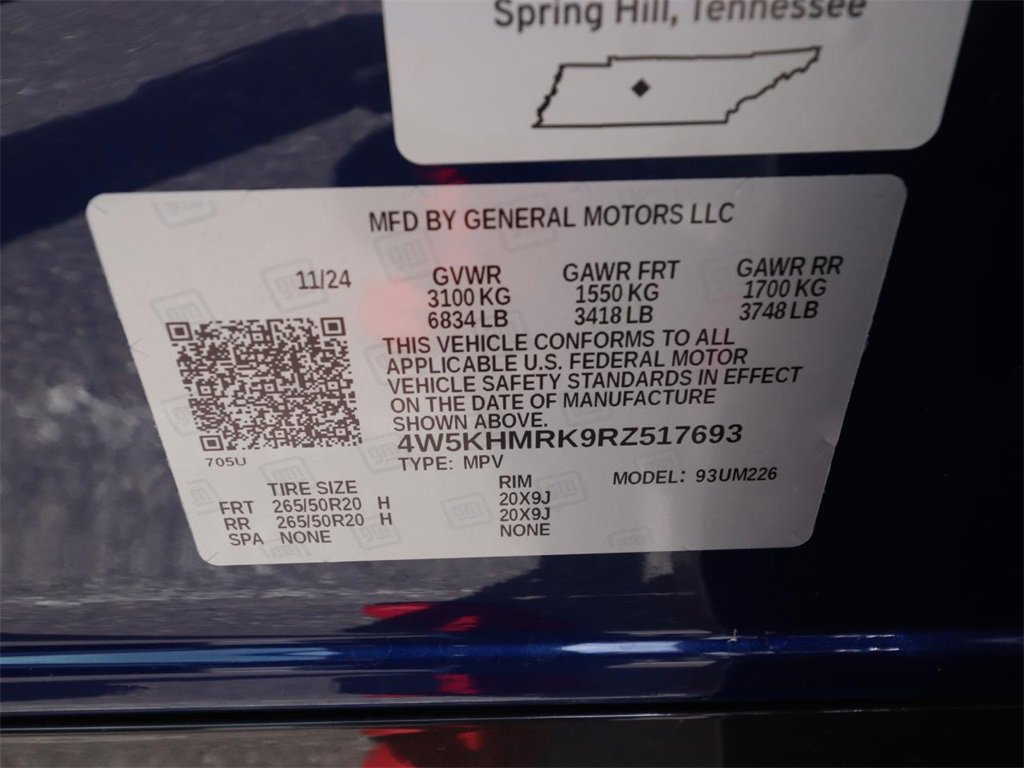 Spring Hill, Tennessee
MFD BY GENERAL MOTORS LLC
11/24 GVWR GAWR FRT GAWR RR
3100 KG 1550 KG 1700 KG
6834 LB 3418 LB 3748 LB
THIS VEHICLE CONFORMS TO ALL
APPLICABLE U.S. FEDERAL MOTOR
VEHICLE SAFETY STANDARDS IN EFFECT
ON THE DATE OF MANUFACTURE
SHOWN ABOVE.
4W5KHMRK9RZ517693
705U TYPE: MPV MODEL: 93UM226
TIRE SIZE RIM
FRT 265/50R20 H 20X9J
RR 265/50R20 H 20X9J
SPA NONE NONE